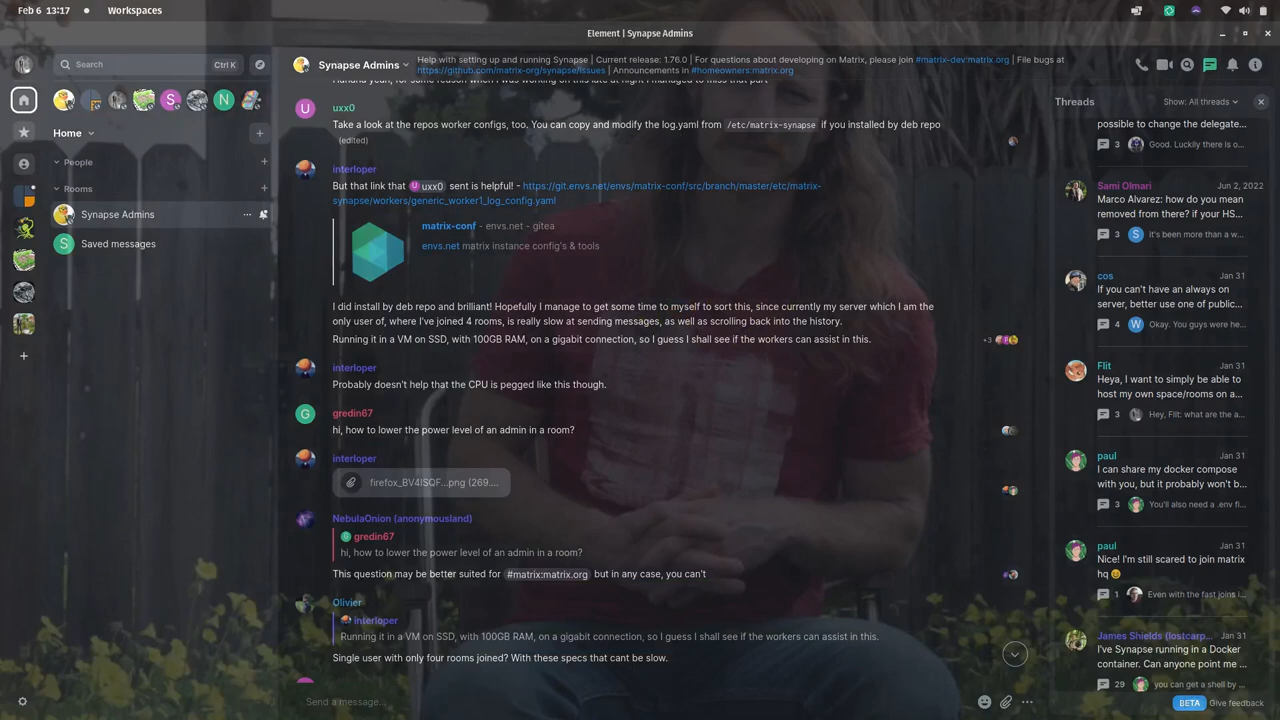 Feb 6 13:17
Workspaces
Element | Synapse Admins
Search
Ctrl K
Home
People
Rooms
Synapse Admins
Saved messages
S
N
S
Synapse Admins
Help with setting up and running Synapse | Current release: 1.76.0 | For questions about developing on Matrix, please join #matrix-dev:matrix.org | File bugs at
https://github.com/matrix-org/synapse/issues | Announcements in #homeowners:matrix.org
U
uxx0
Take a look at the repos worker configs, too. You can copy and modify the log.yaml from /etc/matrix-synapse if you installed by deb repo
(edited)
interloper
But that link that U uxx0 sent is helpful! - https://git.envs.net/envs/matrix-conf/src/branch/master/etc/matrix-
synapse/workers/generic_worker1_log_config.yaml
matrix-conf - envs.net - gitea
envs.net matrix instance config's & tools
I did install by deb repo and brilliant! Hopefully I manage to get some time to myself to sort this, since currently my server which I am the
only user of, where I've joined 4 rooms, is really slow at sending messages, as well as scrolling back into the history.
Running it in a VM on SSD, with 100GB RAM, on a gigabit connection, so I guess I shall see if the workers can assist in this.
+3
interloper
Probably doesn't help that the CPU is pegged like this though.
G
gredin67
hi, how to lower the power level of an admin in a room?
interloper
firefox_BV4ISQF...png (269....
NebulaOnion (anonymousland)
G gredin67
hi, how to lower the power level of an admin in a room?
This question may be better suited for #matrix:matrix.org but in any case, you can't
Olivier
interloper
Running it in a VM on SSD, with 100GB RAM, on a gigabit connection, so I guess I shall see if the workers can assist in this.
Single user with only four rooms joined? With these specs that cant be slow.
Send a message...
Threads
Show: All threads
possible to change the delegate...
3
Good. Luckily there is o...
Sami Olmari
Jun 2, 2022
Marco Alvarez: how do you mean
removed from there? if your HS...
3
S
It's been more than a w...
cos
Jan 31
If you can't have an always on
server, better use one of public...
4
W
Okay. You guys were he...
Flit
Jan 31
Heya, I want to simply be able to
host my own space/rooms on a...
3
Hey, Flit: what are the a...
paul
Jan 31
I can share my docker compose
with you, but it probably won't b...
3
You'll also need a .env fi...
paul
Jan 31
Nice! I'm still scared to join matrix
hq
1
Even with the fast joins i...
James Shields (lostcarp...
Jan 31
I've Synapse running in a Docker
container. Can anyone point me ...
29
you can get a shell by ...
BETA
Give feedback